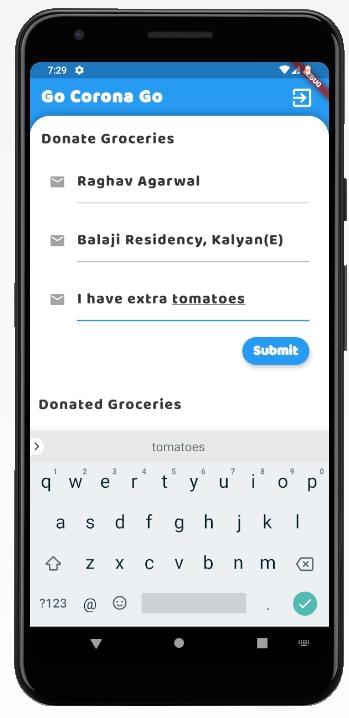 7:29
DEBUG
Go Corona Go
Donate Groceries
Raghav Agarwal
Balaji Residency, Kalyan(E)
I have extra tomatoes
Submit
Donated Groceries
tomatoes
1 2 3 4 5 6 7 8 9 0
q w e r t y u i o p
a s d f g h j k l
z x c v b n m
?123 @ .